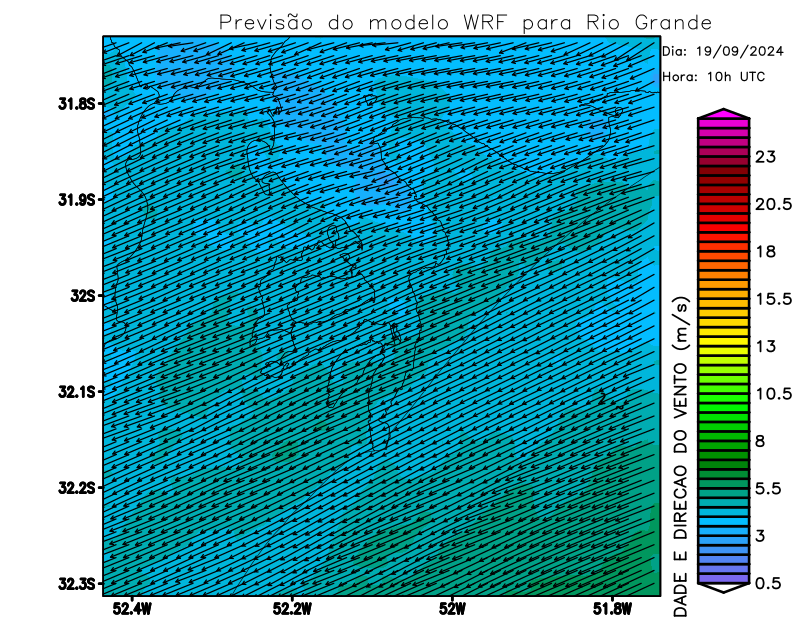 Previsão do modelo WRF para Rio Grande
Dia: 19/09/2024
Hora: 10h UTC
31.8S
31.9S
32S
32.1S
32.2S
32.3S
52.4W
52.2W
52W
51.8W
23
20.5
18
15.5
13
10.5
8
5.5
3
0.5
DADE E DIRECAO DO VENTO (m/s)